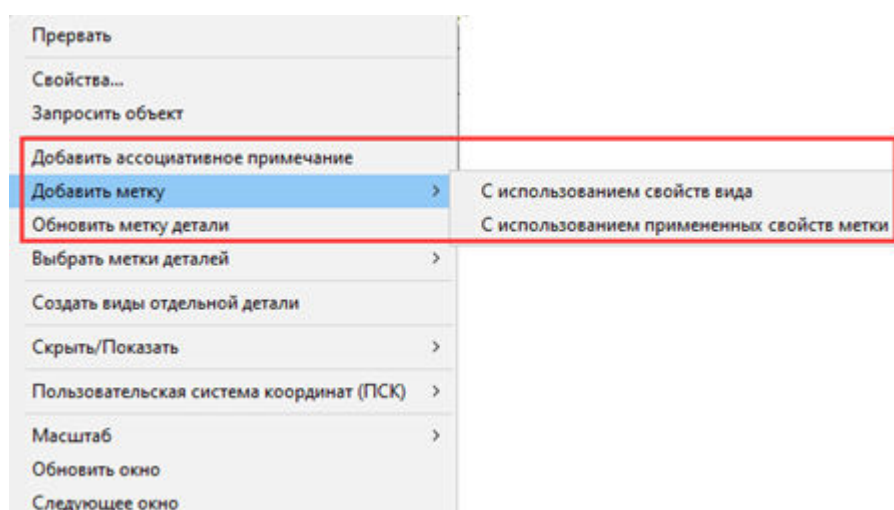 Прервать
Свойства...
Запросить объект
Добавить ассоциативное примечание
Добавить метку
С использованием свойств вида
Обновить метку детали
С использованием примененных свойств метки
Выбрать метки деталей
Создать виды отдельной детали
Скрыть/Показать
Пользовательская система координат (ПСК)
Масштаб
Обновить окно
Следующее окно